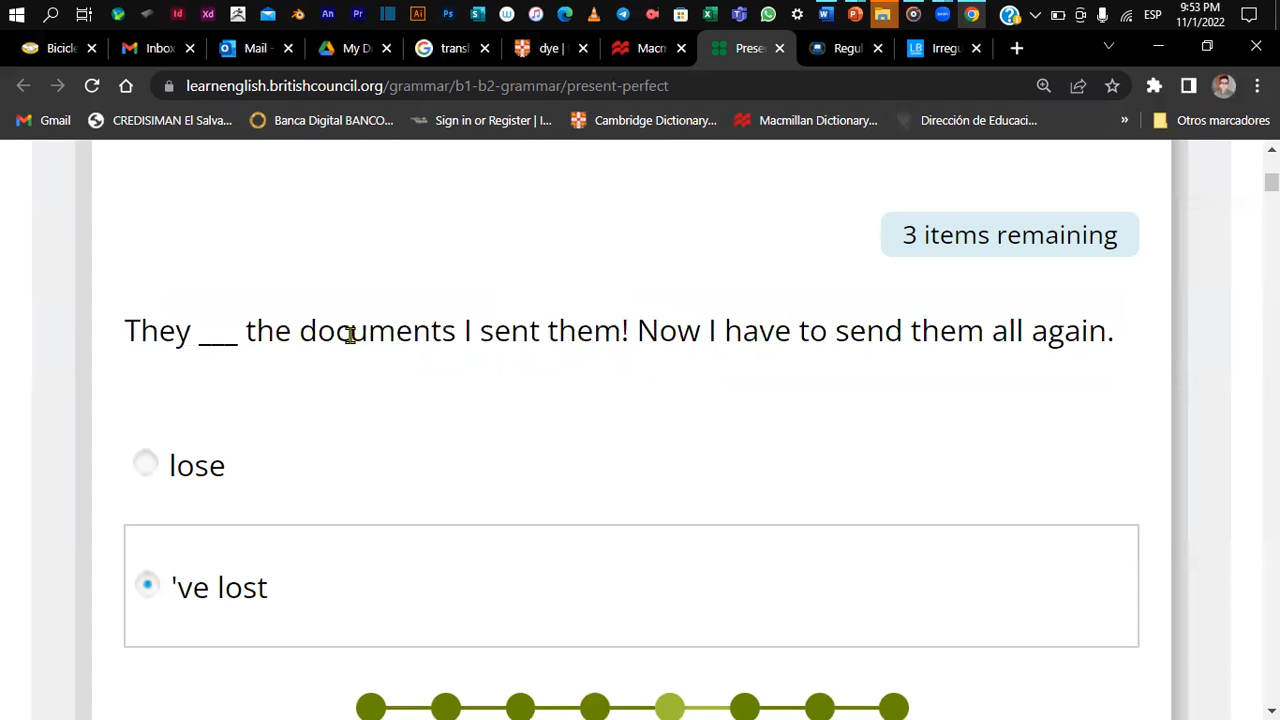 9:53 PM
ESP
11/1/2022
Bicicle
Inbox
Mail -
My D
transl
dye |
Macm
Prese
Regul
Irregu
learnenglish.britishcouncil.org/grammar/b1-b2-grammar/present-perfect
Gmail
CREDISIMAN El Salva...
Banca Digital BANCO...
Sign in or Register | I...
Cambridge Dictionary...
Macmillan Dictionary...
Dirección de Educaci...
»
Otros marcadores
3 items remaining
They ___ the documents I sent them! Now I have to send them all again.
lose
've lost